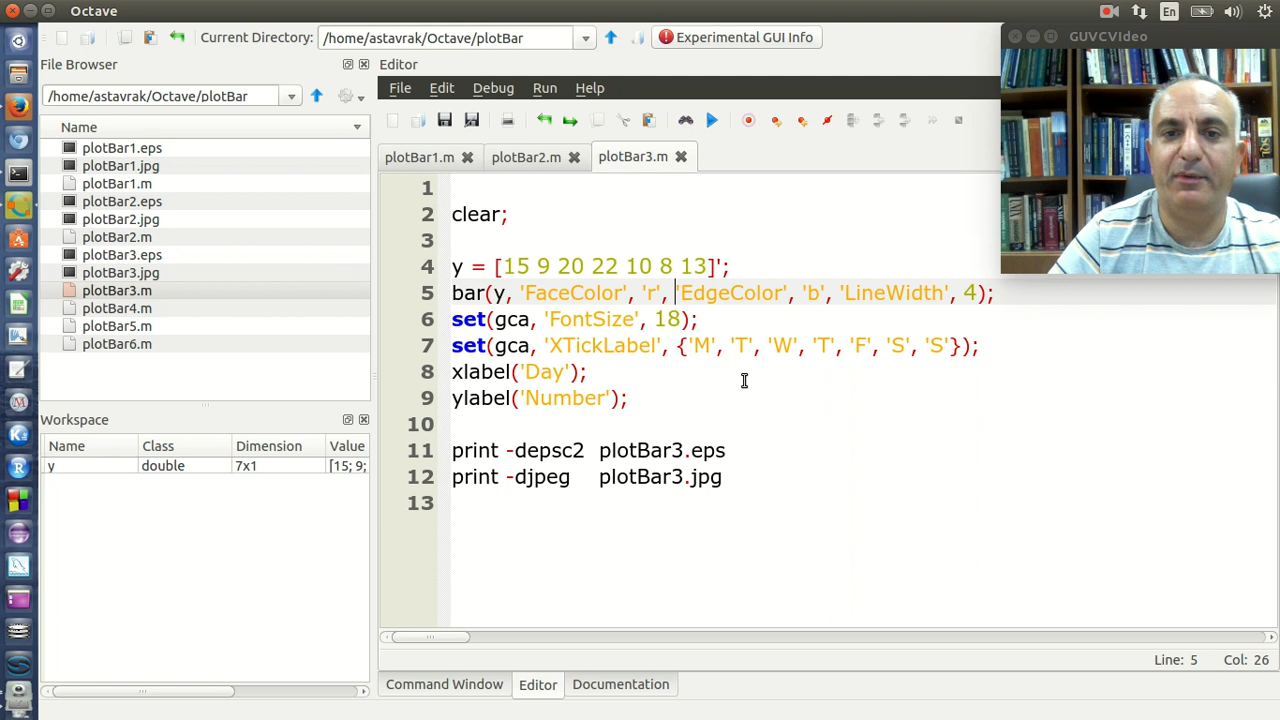 Octave
En
Current Directory: /home/astavrak/Octave/plotBar
Experimental GUI Info
File Browser
Editor
GUVCVIdeo
/home/astavrak/Octave/plotBar
File Edit Debug Run Help
Name
plotBar1.eps
plotBar1.jpg
plotBar1.m
plotBar2.eps
plotBar2.jpg
plotBar2.m
plotBar3.eps
plotBar3.jpg
plotBar3.m
plotBar4.m
plotBar5.m
plotBar6.m
plotBar1.m plotBar2.m plotBar3.m
1
2 clear;
3
4 y = [15 9 20 22 10 8 13]';
5 bar(y, 'FaceColor', 'r', 'EdgeColor', 'b', 'LineWidth', 4);
6 set(gca, 'FontSize', 18);
7 set(gca, 'XTickLabel', {'M', 'T', 'W', 'T', 'F', 'S', 'S'});
8 xlabel('Day');
9 ylabel('Number');
10
11 print -depsc2 plotBar3.eps
12 print -djpeg plotBar3.jpg
13
Workspace
Name Class Dimension Value
y double 7x1 [15; 9;
Line: 5 Col: 26
Command Window Editor Documentation